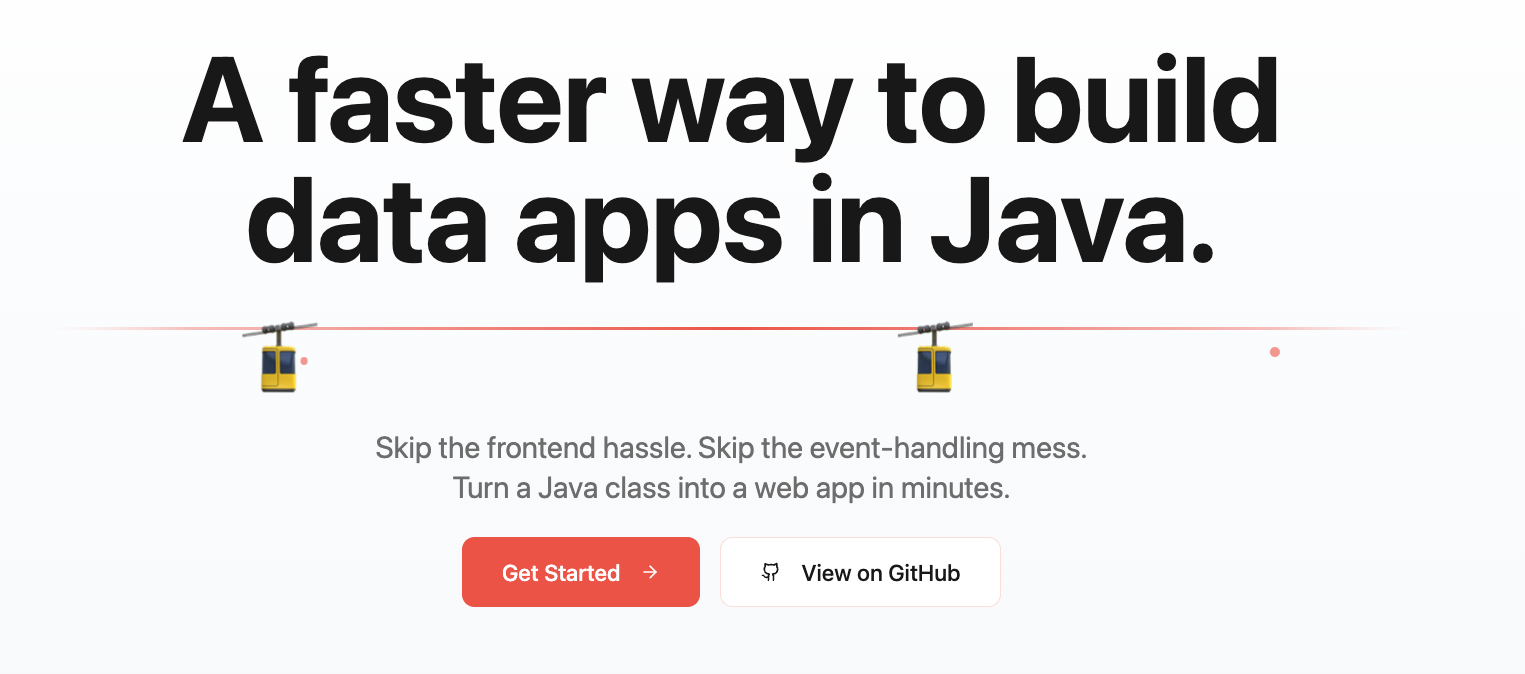 A faster way to build
data apps in Java.
Skip the frontend hassle. Skip the event-handling mess.
Turn a Java class into a web app in minutes.
Get Started
View on GitHub